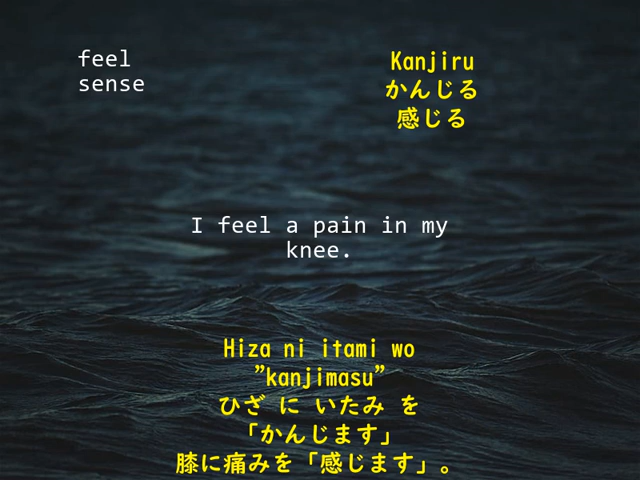 feel
sense
Kanjiru
かんじる
感じる
I feel a pain in my
knee.
Hiza ni itami wo
”kanjimasu”
ひざ に いたみ を
「かんじます」
膝に痛みを「感じます」。